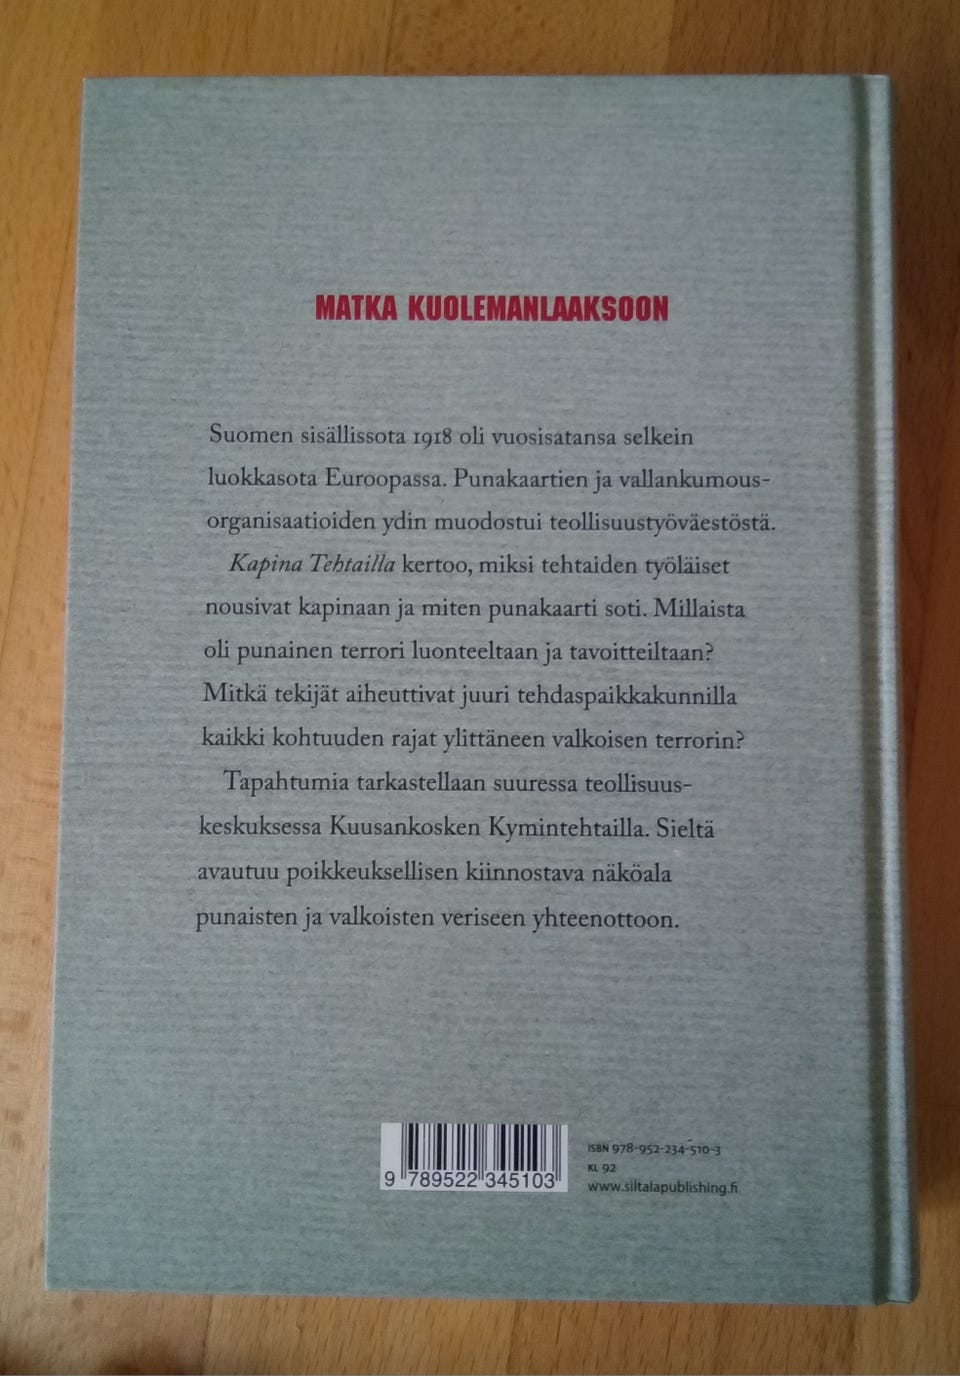 MATKA KUOLEMANLAAKSOON
Suomen sisällissota 1918 oli vuosisatansa selkein
luokkasota Euroopassa. Punakaartien ja vallankumous-
organisaatioiden ydin muodostui teollisuustyöväestöstä.
Kapina Tehtailla kertoo, miksi tehtaiden työläiset
nousivat kapinaan ja miten punakaarti soti. Millaista
oli punainen terrori luonteeltaan ja tavoitteiltaan?
Mitkä tekijät aiheuttivat juuri tehdaspaikkakunnilla
kaikki kohtuuden rajat ylittäneen valkoisen terrorin?
Tapahtumia tarkastellaan suuressa teollisuus-
keskuksessa Kuusankosken Kymintehtailla. Sieltä
avautuu poikkeuksellisen kiinnostava näköala
punaisten ja valkoisten veriseen yhteenottoon.
9 789522 345103
ISBN 978-952-234-510-3
KL 92
www.siltalapublishing.fi